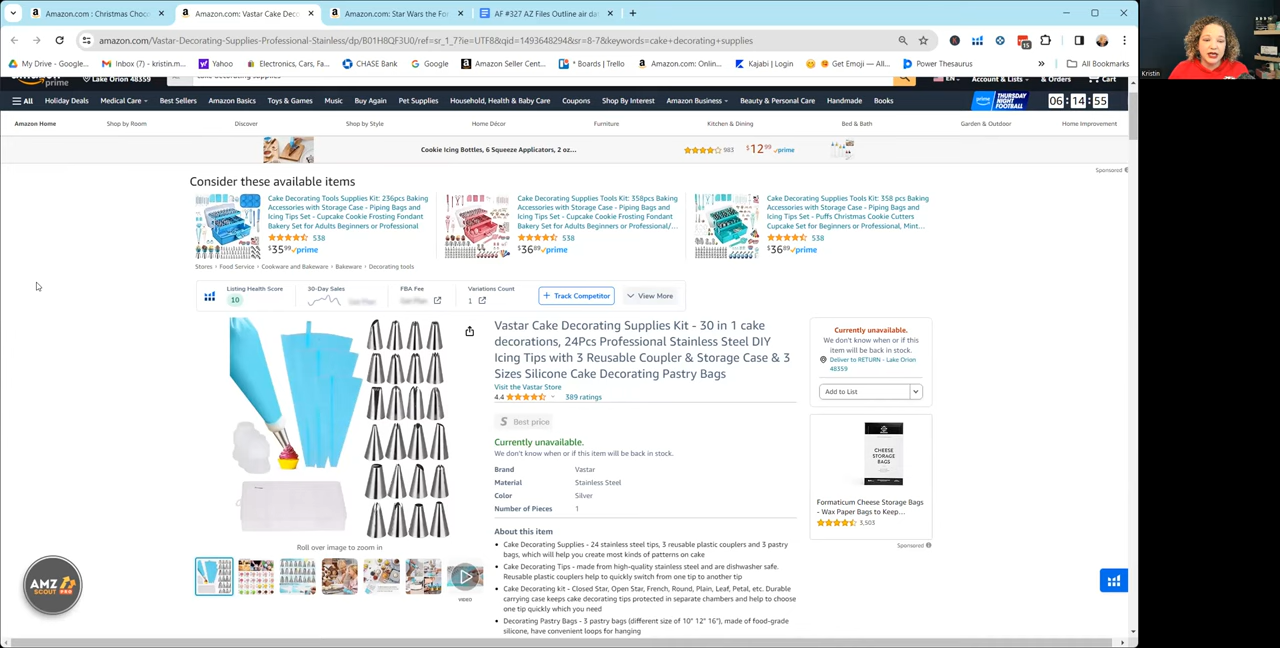 Amazon.com : Christmas Choco
Amazon.com: Vastar Cake Dec
Amazon.com: Star Wars the Fo
AF #327 AZ Files Outline air da
amazon.com/Vastar-Decorating-Supplies-Professional-Stainless/dp/B01H8QF3U0/ref=sr_1_7?ie=UTF8&qid=1493648294&sr=8-7&keywords=cake+decorating+supplies
15
My Drive - Google...
Inbox (7) - kristin.m...
Yahoo
Electronics, Cars, Fa...
CHASE Bank
Google
Amazon Seller Cent...
* Boards | Trello
Amazon.com: Onlin...
Kajabi | Login
Get Emoji — All...
Power Thesaurus
All Bookmarks
Kristin
prime
Lake Orion 48359
cake decorating supplies
EN
Account & Lists
& Orders
Cart
All
Holiday Deals
Medical Care
Best Sellers
Amazon Basics
Toys & Games
Music
Buy Again
Pet Supplies
Household, Health & Baby Care
Coupons
Shop By Interest
Amazon Business
Beauty & Personal Care
Handmade
Books
prime
THURSDAY NIGHT FOOTBALL
06 : 14 : 55
Amazon Home
Shop by Room
Discover
Shop by Style
Home Décor
Furniture
Kitchen & Dining
Bed & Bath
Garden & Outdoor
Home Improvement
Cookie Icing Bottles, 6 Squeeze Applicators, 2 oz...
983
$12⁹⁹ prime
Sponsored
Consider these available items
Cake Decorating Tools Supplies Kit: 236pcs Baking
Accessories with Storage Case - Piping Bags and
Icing Tips Set - Cupcake Cookie Frosting Fondant
Bakery Set for Adults Beginners or Professional
538
$35⁹⁹ prime
Cake Decorating Supplies Tools Kit: 358pcs Baking
Accessories with Storage Case - Piping Bags and
Icing Tips Set - Cupcake Cookie Frosting Fondant
Bakery Set for Adults Beginners or Professional/...
538
$36⁸⁹ prime
Cake Decorating Supplies Tools Kit: 358 pcs Baking
Accessories with Storage Case - Piping Bags and
Icing Tips Set - Puffs Christmas Cookie Cutters
Cupcake Set for Beginners or Professional, Mint...
538
$36⁸⁹ prime
Stores › Food Service › Cookware and Bakeware › Bakeware › Decorating tools
Listing Health Score
10
30-Day Sales
FBA Fee
Variations Count
1
+ Track Competitor
View More
Vastar Cake Decorating Supplies Kit - 30 in 1 cake
decorations, 24Pcs Professional Stainless Steel DIY
Icing Tips with 3 Reusable Coupler & Storage Case & 3
Sizes Silicone Cake Decorating Pastry Bags
Visit the Vastar Store
4.4
389 ratings
S Best price
Currently unavailable.
We don't know when or if this item will be back in stock.
Brand Vastar
Material Stainless Steel
Color Silver
Number of Pieces 1
About this item
• Cake Decorating Supplies - 24 stainless steel tips, 3 reusable plastic couplers and 3 pastry
bags, which will help you create most kinds of patterns on cake
• Cake Decorating Tips - made from high-quality stainless steel and are dishwasher safe.
Reusable plastic couplers help to quickly switch from one tip to another tip
• Cake Decorating kit - Closed Star, Open Star, French, Round, Plain, Leaf, Petal, etc. Durable
carrying case keeps cake decorating tips protected in separate chambers and help to choose
one tip quickly which you need
• Decorating Pastry Bags - 3 pastry bags (different size of 10" 12" 16"), made of food-grade
silicone, have convenient loops for hanging
Roll over image to zoom in
VIDEO
AMZ
SCOUT PRO
Currently unavailable.
We don't know when or if this
item will be back in stock.
Deliver to RETURN - Lake Orion
48359
Add to List
CHEESE
STORAGE
BAGS
Formaticum Cheese Storage Bags
- Wax Paper Bags to Keep...
3,503
Sponsored